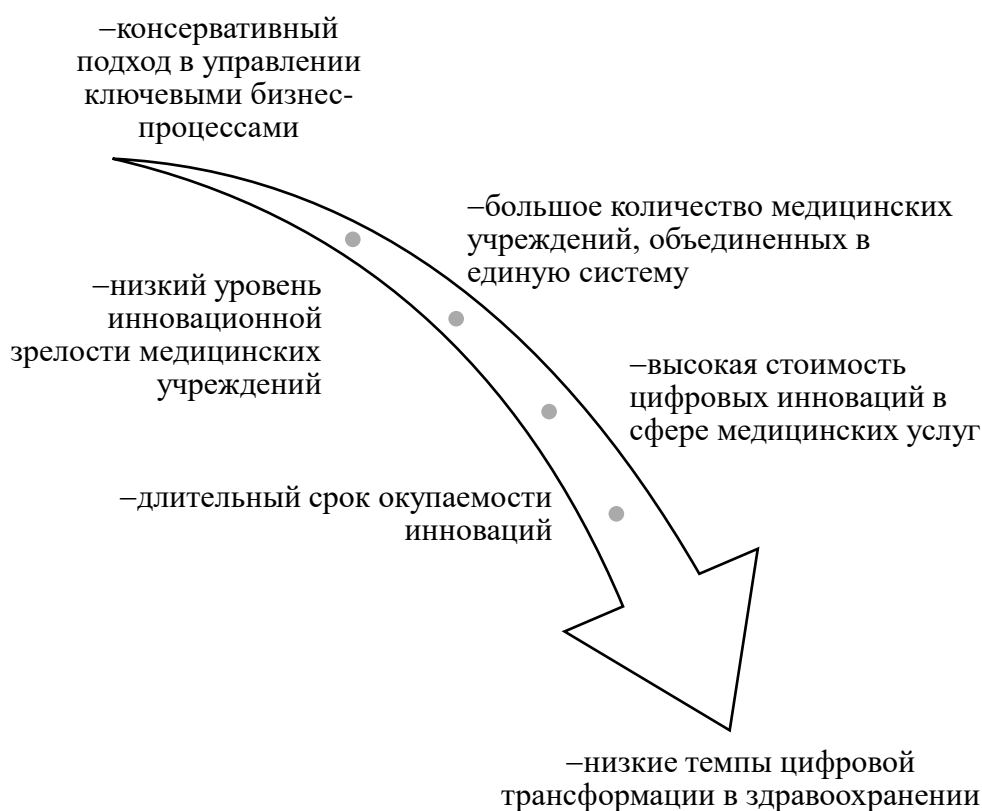 –консервативный
подход в управлении
ключевыми бизнес-
процессами
–большое количество медицинских
учреждений, объединенных в
единую систему
–низкий уровень
инновационной
зрелости медицинских
учреждений
–высокая стоимость
цифровых инноваций в
сфере медицинских услуг
–длительный срок окупаемости
инноваций
–низкие темпы цифровой
трансформации в здравоохранении